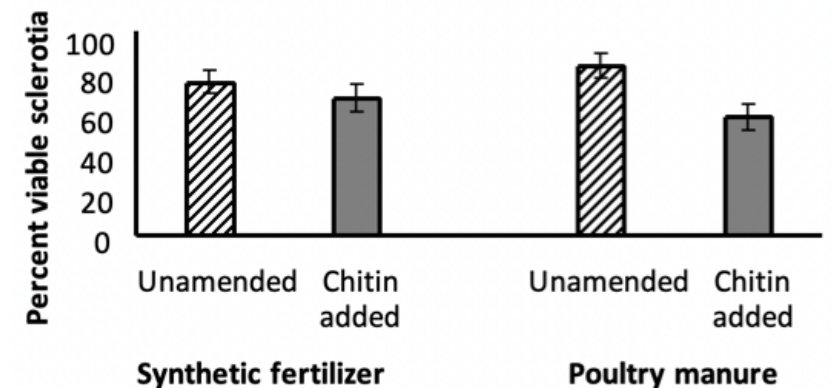 Percent viable sclerotia
100
80
60
40
20
0
Unamended
Chitin
added
Unamended
Chitin
added
Synthetic fertilizer
Poultry manure